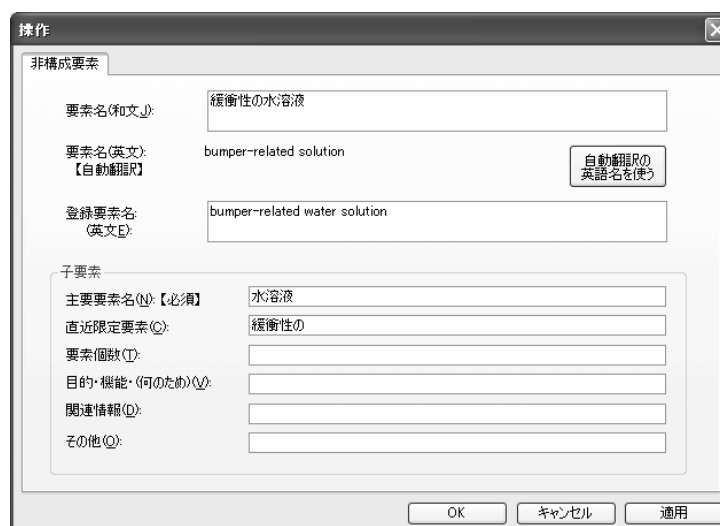 操作
非構成要素
要素名(和文J):
緩衝性の水溶液
要素名(英文):
【自動翻訳】
bumper-related solution
自動翻訳の
英語名を使う
登録要素名:
(英文E):
bumper-related water solution
子要素
主要要素名(N):【必須】
水溶液
直近限定要素(C):
緩衝性の
要素個数(T):
目的・機能・(何のため)(V):
関連情報(D):
その他(O):
OK
キャンセル
適用